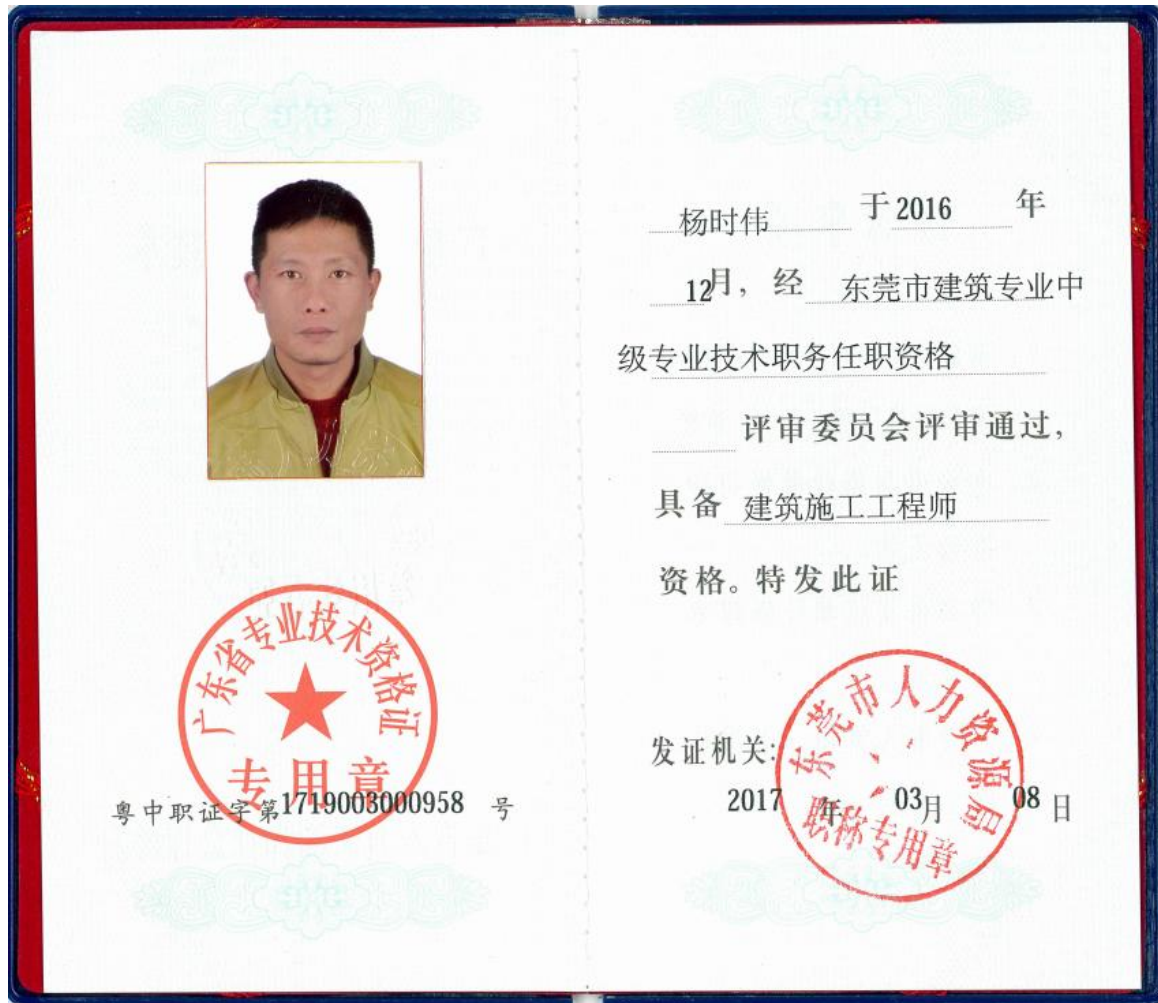 广东省专业技术资格证
专用章
粤中职证字第1719003000958 号
杨时伟 于2016 年
12月，经 东莞市建筑专业中
级专业技术职务任职资格
评审委员会评审通过，
具备 建筑施工工程师
资格。特发此证
发证机关:
东莞市人力资源局
职称专用章
2017 年 03月 08 日